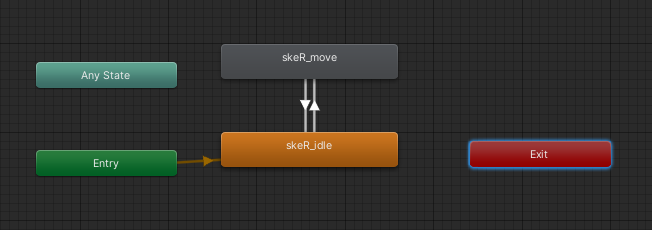 skeR_move
Any State
skeR_idle
Entry
Exit